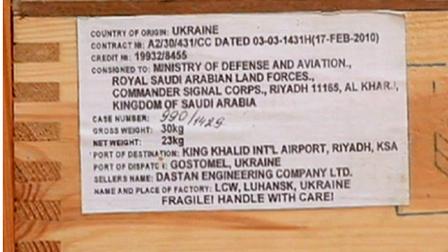 COUNTRY OF ORIGIN: UKRAINE
CONTRACT №: A2/30/431/CC DATED 03-03-1431H(17-FEB-2010)
CREDIT №: 19932/8455
CONSIGNED TO: MINISTRY OF DEFENSE AND AVIATION.,
ROYAL SAUDI ARABIAN LAND FORCES.,
COMMANDER SIGNAL CORPS., RIYADH 11165, AL KHARJ,
KINGDOM OF SAUDI ARABIA
CASE NUMBER: 990/1429
GROSS WEIGHT: 30kg
NET WEIGHT: 23kg
PORT OF DESTINATION: KING KHALID INT'L AIRPORT, RIYADH, KSA
PORT OF DISPATCH: GOSTOMEL, UKRAINE
SELLERS NAME: DASTAN ENGINEERING COMPANY LTD.
NAME AND PLACE OF FACTORY: LCW, LUHANSK, UKRAINE
FRAGILE! HANDLE WITH CARE!